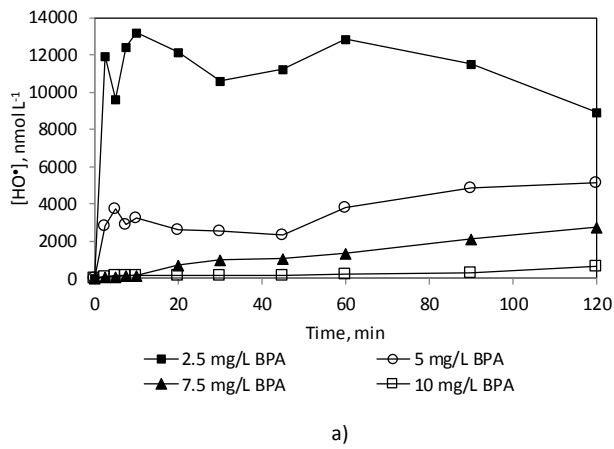 14000
12000
10000
8000
6000
4000
2000
0
[HO•], nmol L⁻¹
0 20 40 60 80 100 120
Time, min
2.5 mg/L BPA 5 mg/L BPA
7.5 mg/L BPA 10 mg/L BPA
a)